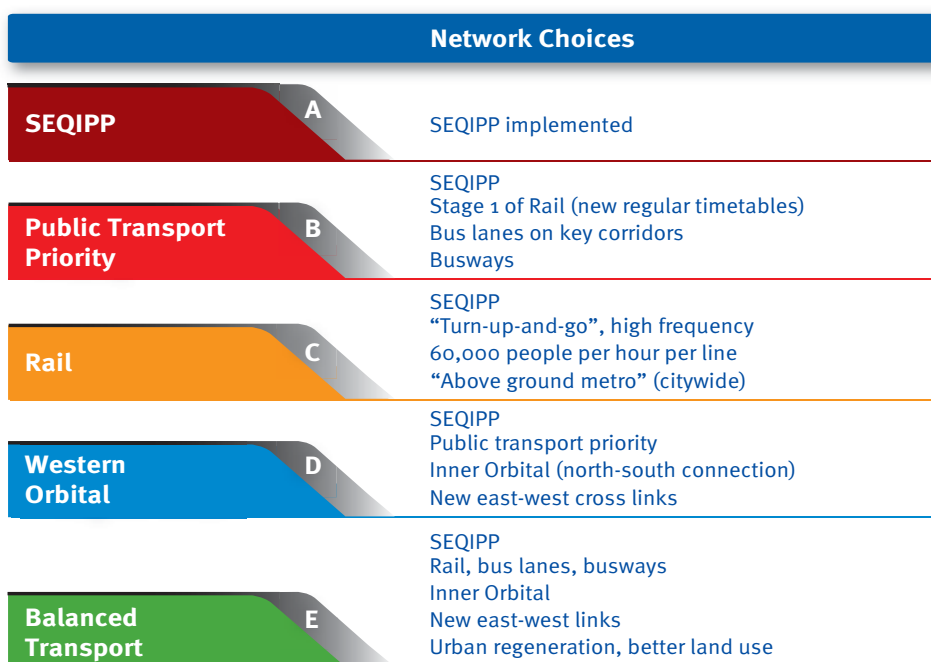 Network Choices
SEQIPP
A
SEQIPP implemented
Public Transport
Priority
B
SEQIPP
Stage 1 of Rail (new regular timetables)
Bus lanes on key corridors
Busways
Rail
C
SEQIPP
“Turn-up-and-go”, high frequency
60,000 people per hour per line
“Above ground metro” (citywide)
Western
Orbital
D
SEQIPP
Public transport priority
Inner Orbital (north-south connection)
New east-west cross links
Balanced
Transport
E
SEQIPP
Rail, bus lanes, busways
Inner Orbital
New east-west links
Urban regeneration, better land use